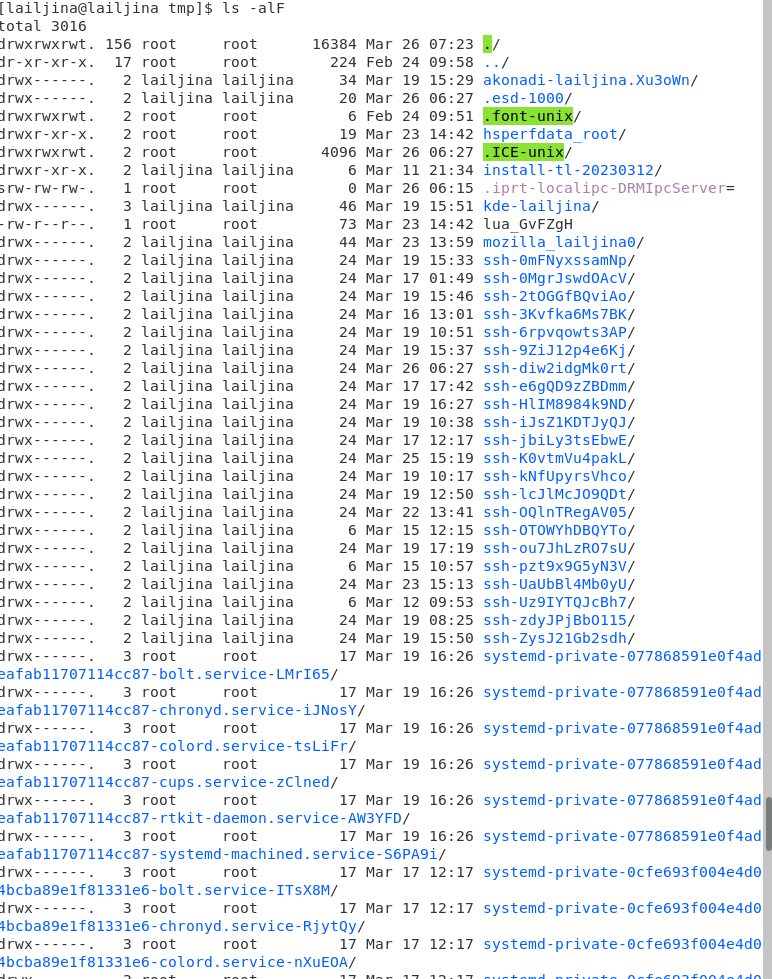 [lailjina@lailjina tmp]$ ls -alF
total 3016
drwxrwxrwt. 156 root     root      16384 Mar 26 07:23 ./
dr-xr-xr-x.  17 root     root        224 Feb 24 09:58 ../
drwx------.   2 lailjina lailjina     34 Mar 19 15:29 akonadi-lailjina.Xu3oWn/
drwx------.   2 lailjina lailjina     20 Mar 26 06:27 .esd-1000/
drwxrwxrwt.   2 root     root          6 Feb 24 09:51 .font-unix/
drwxr-xr-x.   2 root     root         19 Mar 23 14:42 hsperfdata_root/
drwxrwxrwt.   2 root     root       4096 Mar 26 06:27 .ICE-unix/
drwxr-xr-x.   2 lailjina lailjina      6 Mar 11 21:34 install-tl-20230312/
srw-rw-rw-.   1 root     root          0 Mar 26 06:15 .iprt-localipc-DRMIpcServer=
drwx------.   3 lailjina lailjina     46 Mar 19 15:51 kde-lailjina/
-rw-r--r--.   1 root     root         73 Mar 23 14:42 lua_GvFZgH
drwx------.   2 lailjina lailjina     44 Mar 23 13:59 mozilla_lailjina0/
drwx------.   2 lailjina lailjina     24 Mar 19 15:33 ssh-0mFNyxssamNp/
drwx------.   2 lailjina lailjina     24 Mar 17 01:49 ssh-0MgrJswdOAcV/
drwx------.   2 lailjina lailjina     24 Mar 19 15:46 ssh-2tOGGfBQviAo/
drwx------.   2 lailjina lailjina     24 Mar 16 13:01 ssh-3Kvfka6Ms7BK/
drwx------.   2 lailjina lailjina     24 Mar 19 10:51 ssh-6rpvqowts3AP/
drwx------.   2 lailjina lailjina     24 Mar 19 15:37 ssh-9ZiJ12p4e6Kj/
drwx------.   2 lailjina lailjina     24 Mar 26 06:27 ssh-diw2idgMk0rt/
drwx------.   2 lailjina lailjina     24 Mar 17 17:42 ssh-e6gQD9zZBDmm/
drwx------.   2 lailjina lailjina     24 Mar 19 16:27 ssh-HlIM8984k9ND/
drwx------.   2 lailjina lailjina     24 Mar 19 10:38 ssh-iJsZ1KDTJyQJ/
drwx------.   2 lailjina lailjina     24 Mar 17 12:17 ssh-jbiLy3tsEbwE/
drwx------.   2 lailjina lailjina     24 Mar 25 15:19 ssh-K0vtmVu4pakL/
drwx------.   2 lailjina lailjina     24 Mar 19 10:17 ssh-kNfUpyrsVhco/
drwx------.   2 lailjina lailjina     24 Mar 19 12:50 ssh-lcJlMcJO9QDt/
drwx------.   2 lailjina lailjina     24 Mar 22 13:41 ssh-OQlnTRegAV05/
drwx------.   2 lailjina lailjina      6 Mar 15 12:15 ssh-OTOWYhDBQYTo/
drwx------.   2 lailjina lailjina     24 Mar 19 17:19 ssh-ou7JhLzRO7sU/
drwx------.   2 lailjina lailjina      6 Mar 15 10:57 ssh-pzt9x9G5yN3V/
drwx------.   2 lailjina lailjina     24 Mar 23 15:13 ssh-UaUbBl4Mb0yU/
drwx------.   2 lailjina lailjina      6 Mar 12 09:53 ssh-Uz9IYTQJcBh7/
drwx------.   2 lailjina lailjina     24 Mar 19 08:25 ssh-zdyJPjBbO115/
drwx------.   2 lailjina lailjina     24 Mar 19 15:50 ssh-ZysJ21Gb2sdh/
drwx------.   3 root     root         17 Mar 19 16:26 systemd-private-077868591e0f4ad
eafab11707114cc87-bolt.service-LMrI65/
drwx------.   3 root     root         17 Mar 19 16:26 systemd-private-077868591e0f4ad
eafab11707114cc87-chronyd.service-iJNosY/
drwx------.   3 root     root         17 Mar 19 16:26 systemd-private-077868591e0f4ad
eafab11707114cc87-colord.service-tsLiFr/
drwx------.   3 root     root         17 Mar 19 16:26 systemd-private-077868591e0f4ad
eafab11707114cc87-cups.service-zClned/
drwx------.   3 root     root         17 Mar 19 16:26 systemd-private-077868591e0f4ad
eafab11707114cc87-rtkit-daemon.service-AW3YFD/
drwx------.   3 root     root         17 Mar 19 16:26 systemd-private-077868591e0f4ad
eafab11707114cc87-systemd-machined.service-S6PA9i/
drwx------.   3 root     root         17 Mar 17 12:17 systemd-private-0cfe693f004e4d0
4bcba89e1f81331e6-bolt.service-ITsX8M/
drwx------.   3 root     root         17 Mar 17 12:17 systemd-private-0cfe693f004e4d0
4bcba89e1f81331e6-chronyd.service-RjytQy/
drwx------.   3 root     root         17 Mar 17 12:17 systemd-private-0cfe693f004e4d0
4bcba89e1f81331e6-colord.service-nXuEOA/